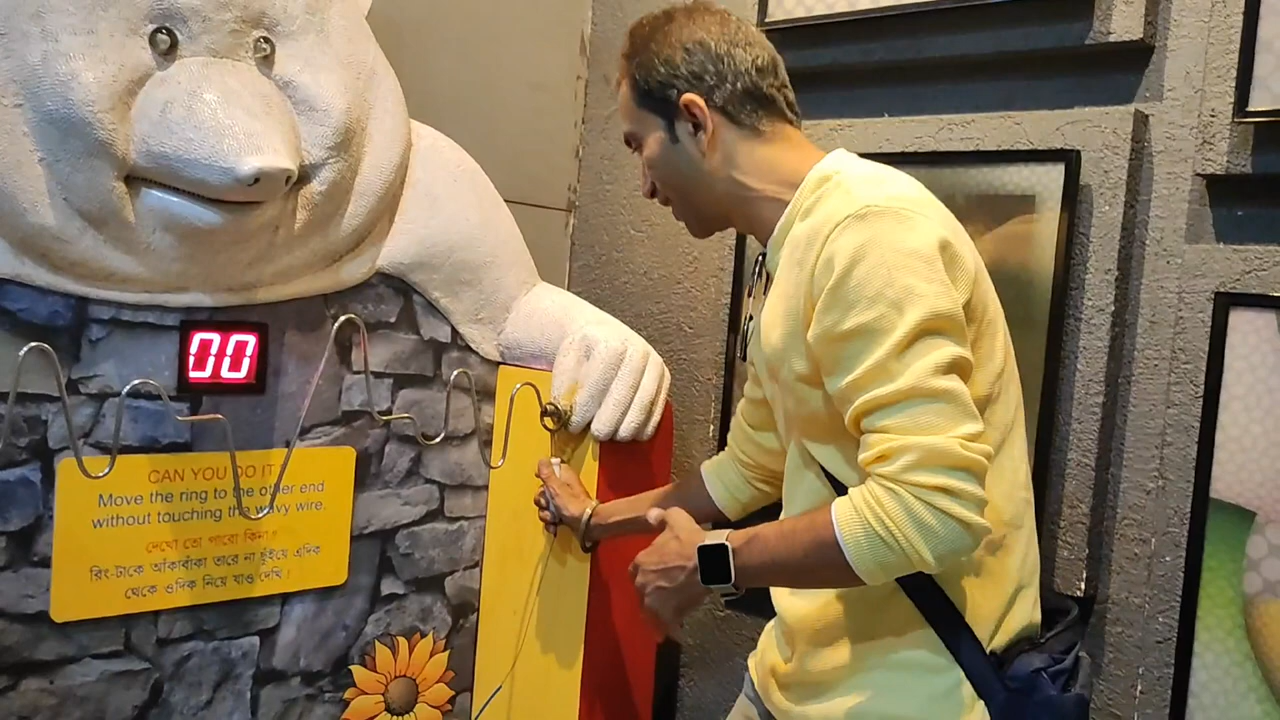 00
CAN YOU DO IT
Move the ring to the other end
without touching the wavy wire.
দেখো তো পারো কিনা!
রিং-টাকে আঁকাবাঁকা তারে না ছুঁইয়ে এদিক
থেকে ওদিক নিয়ে যাও দেখি!